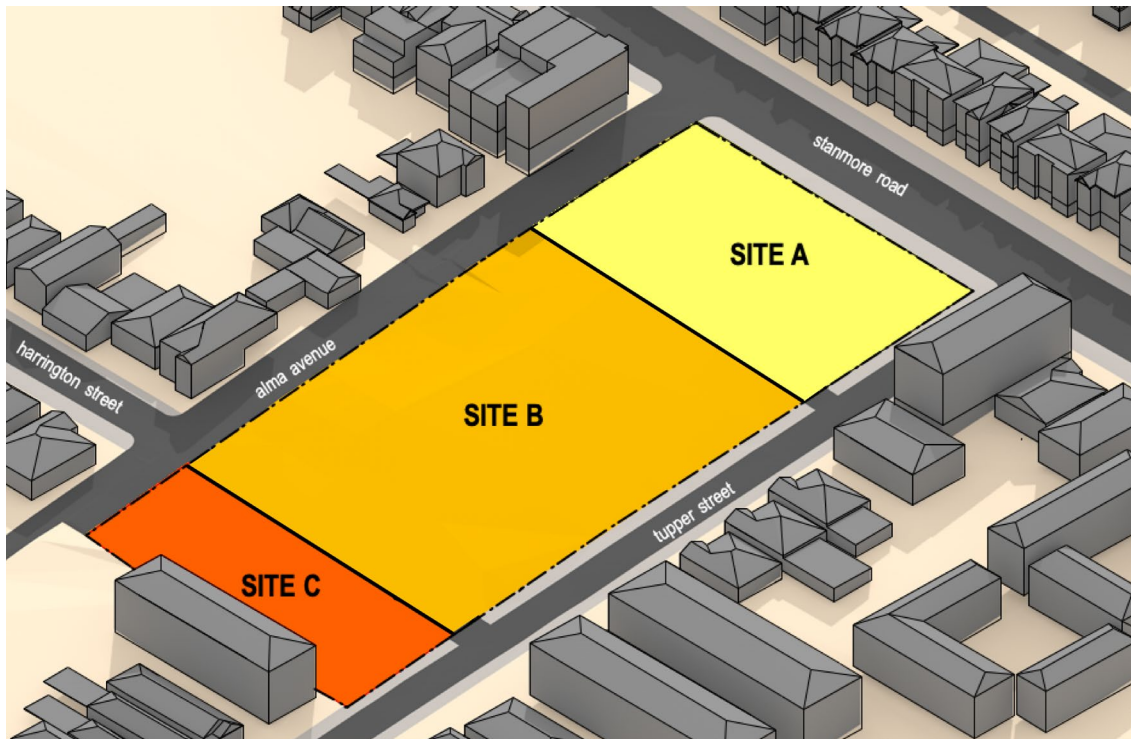 stanmore road
SITE A
harrington street
alma avenue
SITE B
tupper street
SITE C